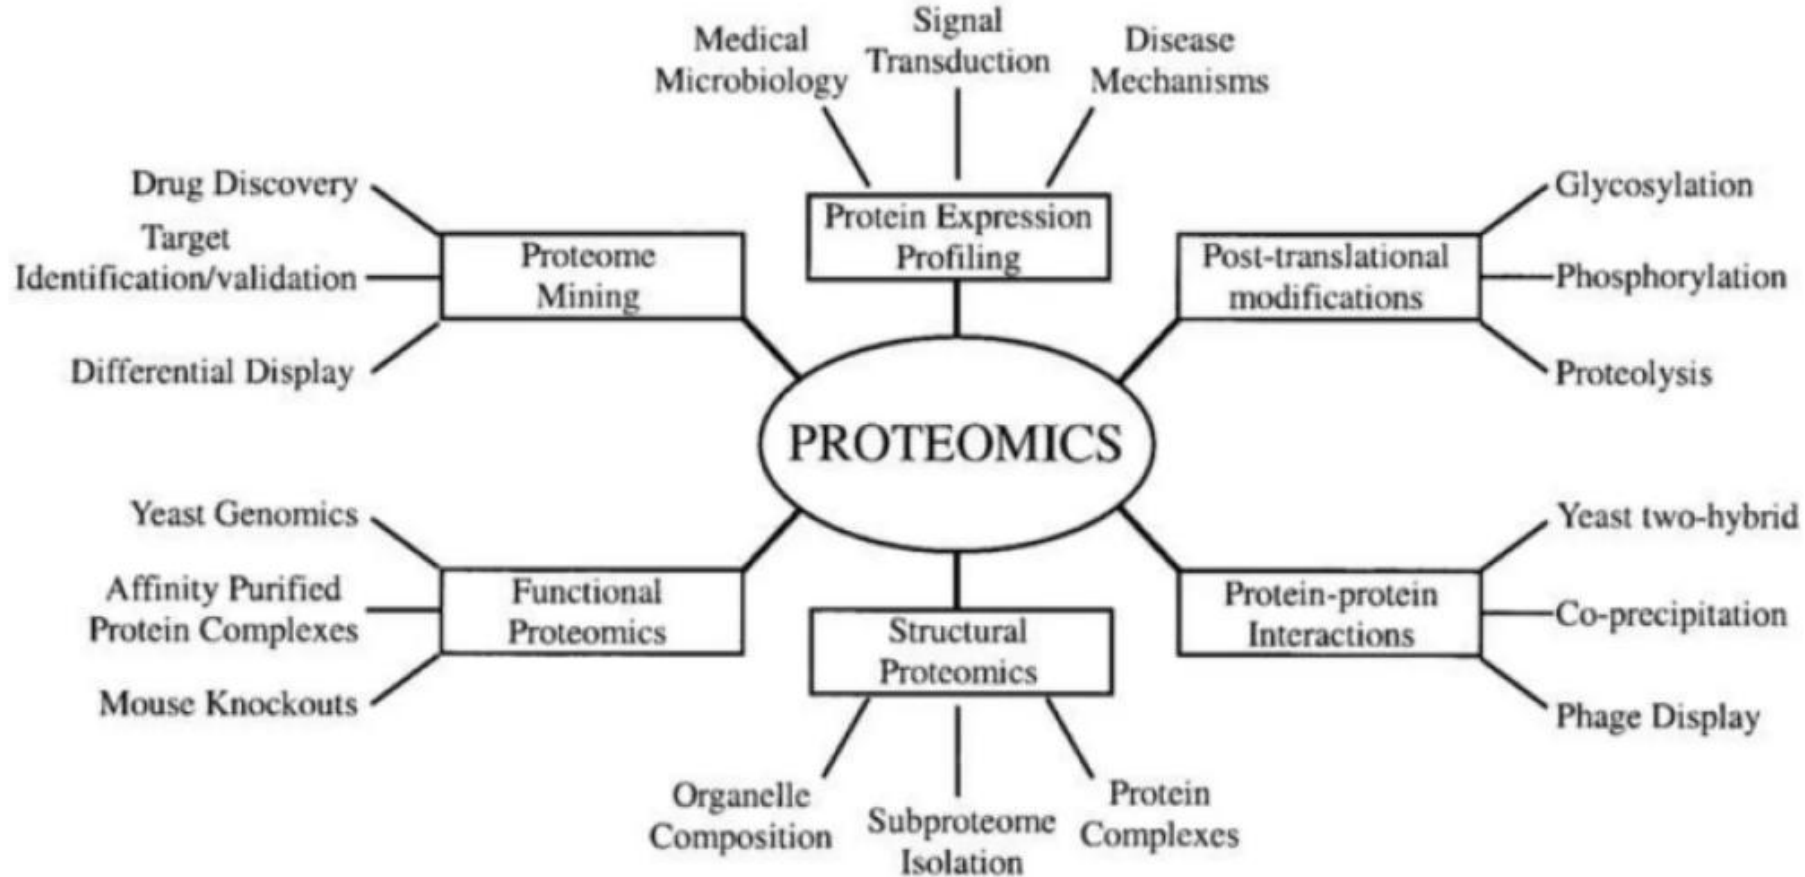 Medical
Microbiology
Signal
Transduction
Disease
Mechanisms
Drug Discovery
Target
Identification/validation
Differential Display
Proteome
Mining
Protein Expression
Profiling
Post-translational
modifications
Glycosylation
Phosphorylation
Proteolysis
PROTEOMICS
Yeast Genomics
Affinity Purified
Protein Complexes
Mouse Knockouts
Functional
Proteomics
Structural
Proteomics
Protein-protein
Interactions
Yeast two-hybrid
Co-precipitation
Phage Display
Organelle
Composition
Subproteome
Isolation
Protein
Complexes